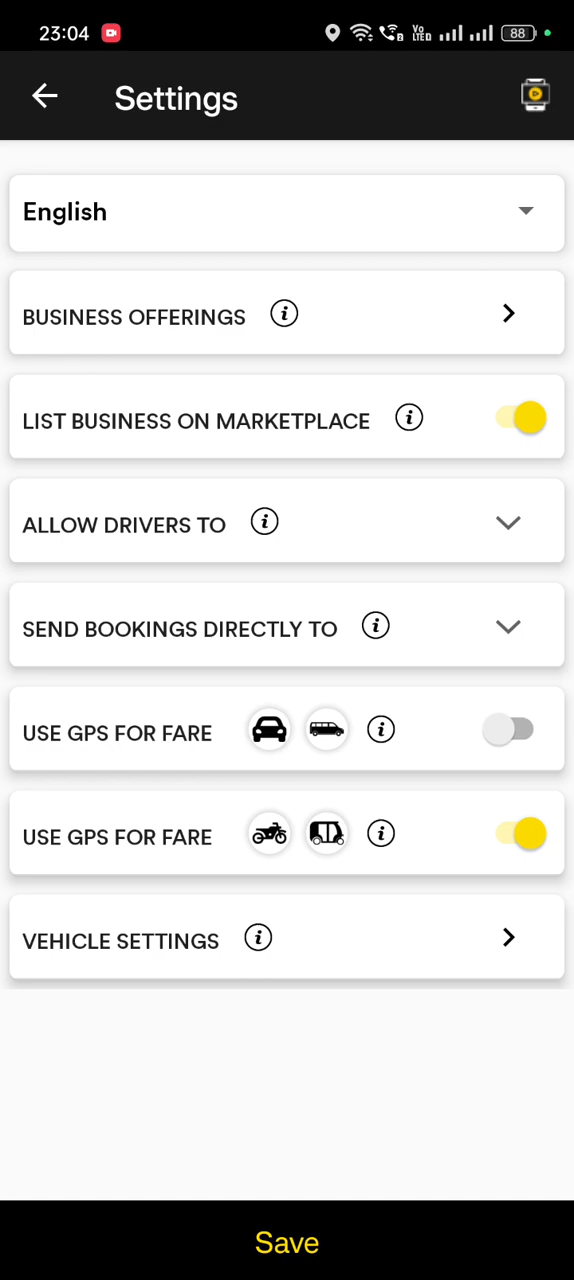 23:04
Vo
LTED
88
Settings
English
BUSINESS OFFERINGS i
LIST BUSINESS ON MARKETPLACE i
ALLOW DRIVERS TO i
SEND BOOKINGS DIRECTLY TO i
USE GPS FOR FARE i
USE GPS FOR FARE i
VEHICLE SETTINGS i
Save